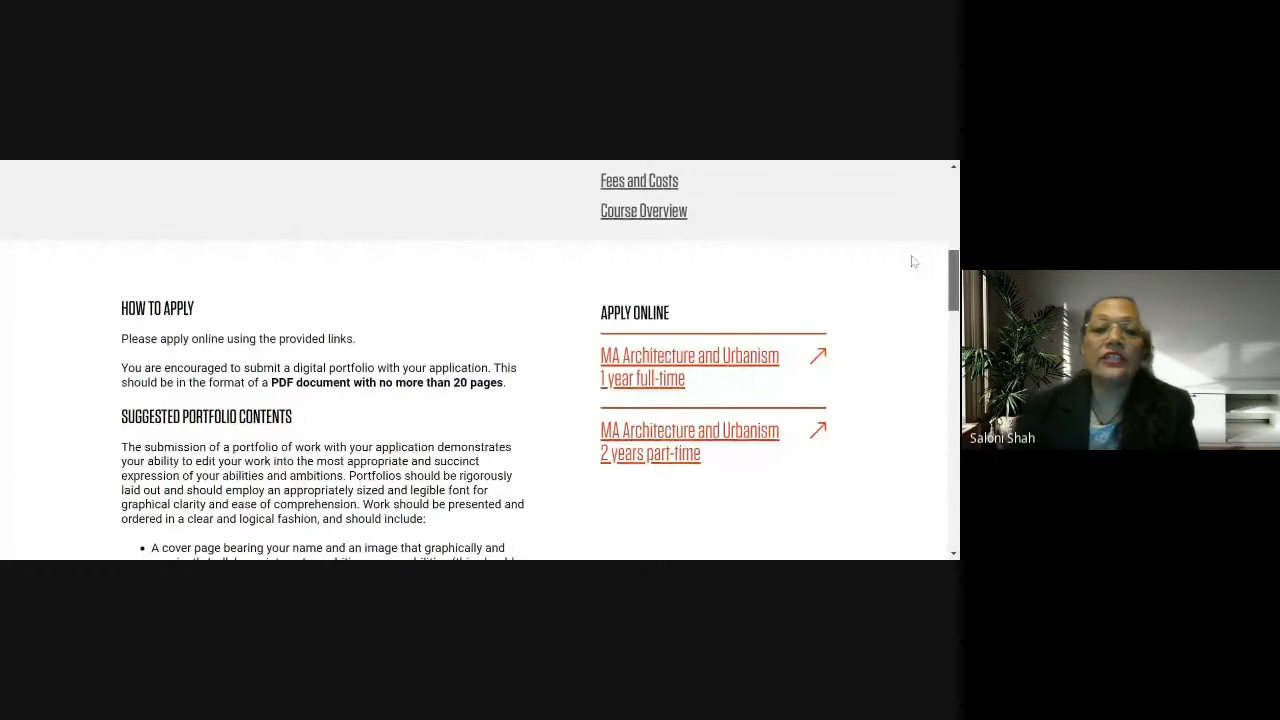 Fees and Costs
Course Overview
HOW TO APPLY
Please apply online using the provided links.
You are encouraged to submit a digital portfolio with your application. This
should be in the format of a PDF document with no more than 20 pages.
SUGGESTED PORTFOLIO CONTENTS
The submission of a portfolio of work with your application demonstrates
your ability to edit your work into the most appropriate and succinct
expression of your abilities and ambitions. Portfolios should be rigorously
laid out and should employ an appropriately sized and legible font for
graphical clarity and ease of comprehension. Work should be presented and
ordered in a clear and logical fashion, and should include:
• A cover page bearing your name and an image that graphically and
APPLY ONLINE
MA Architecture and Urbanism
1 year full-time
MA Architecture and Urbanism
2 years part-time
Saloni Shah